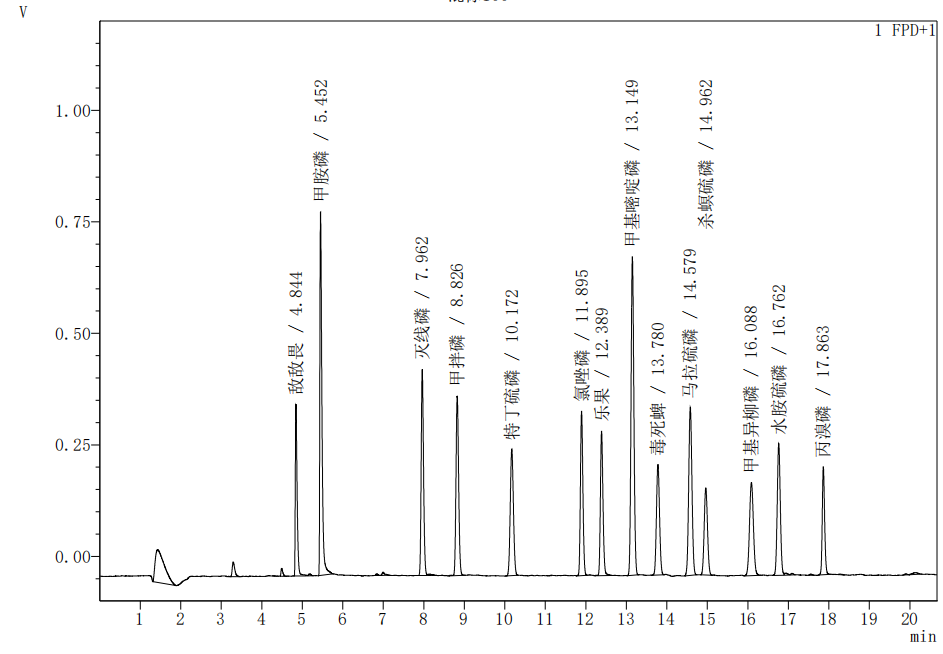 V
1 FPD+1
1.00
0.75
0.50
0.25
0.00
敌敌畏 / 4.844
甲胺磷 / 5.452
灭线磷 / 7.962
甲拌磷 / 8.826
特丁硫磷 / 10.172
氯唑磷 / 11.895
乐果 / 12.389
甲基嘧啶磷 / 13.149
毒死蜱 / 13.780
马拉硫磷 / 14.579
杀螟硫磷 / 14.962
甲基异柳磷 / 16.088
水胺硫磷 / 16.762
丙溴磷 / 17.863
1 2 3 4 5 6 7 8 9 10 11 12 13 14 15 16 17 18 19 20
min